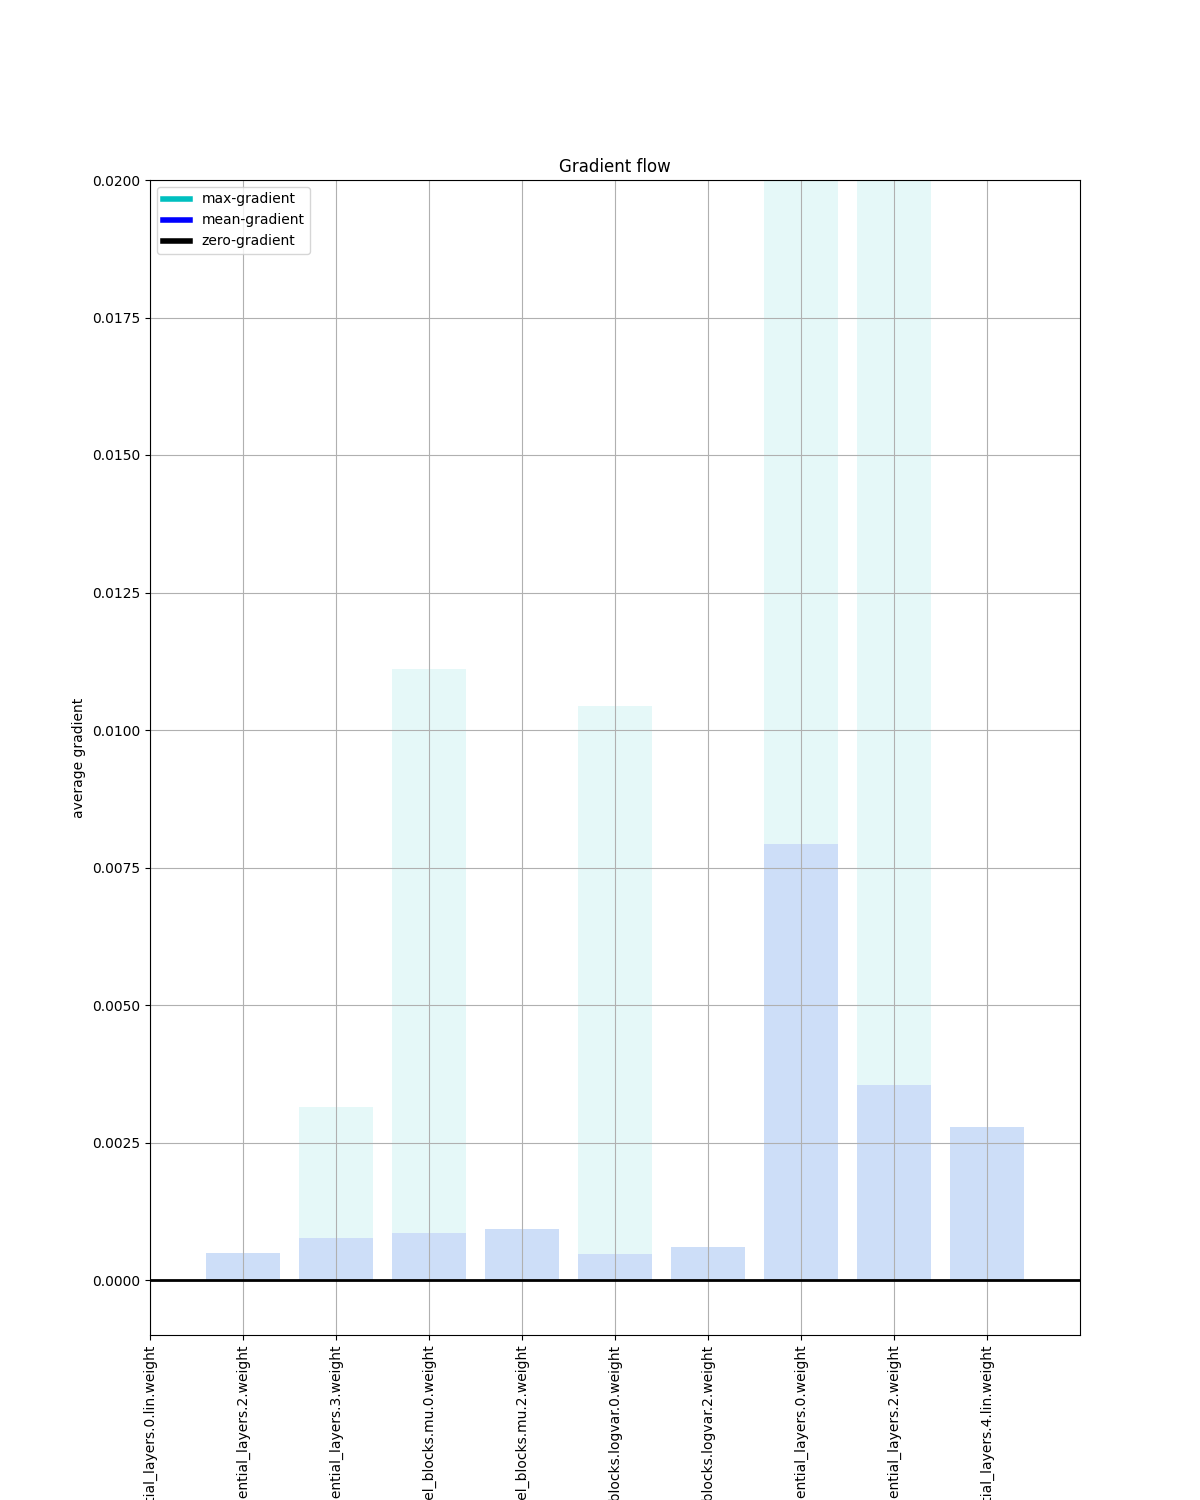 Gradient flow
max-gradient
mean-gradient
zero-gradient
0.0200
0.0175
0.0150
0.0125
0.0100
0.0075
0.0050
0.0025
0.0000
average gradient
tial_layers.0.lin.weight
ential_layers.2.weight
ential_layers.3.weight
el_blocks.mu.0.weight
el_blocks.mu.2.weight
blocks.logvar.0.weight
blocks.logvar.2.weight
ential_layers.0.weight
ential_layers.2.weight
tial_layers.4.lin.weight